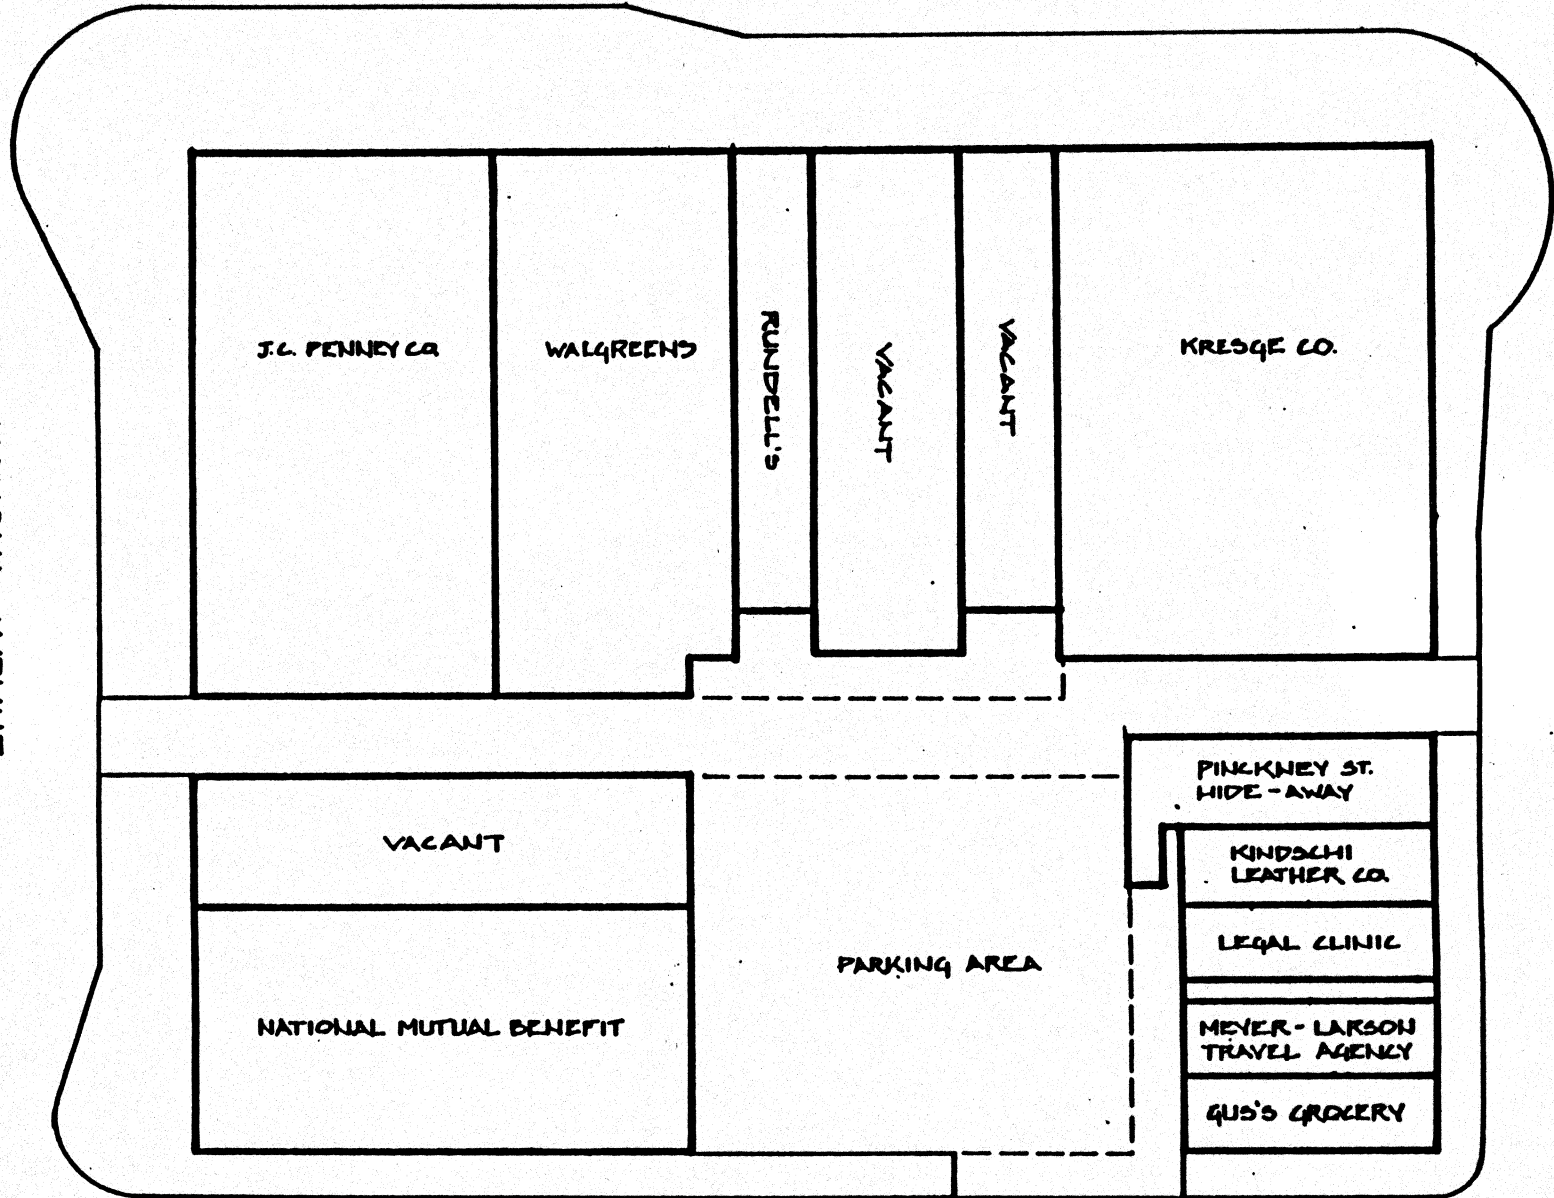 J.C. PENNEY CO.
WALGREENS
RUNDELL'S
VACANT
VACANT
KRESGE CO.
PINCKNEY ST.
HIDE-AWAY
VACANT
KINDSCHI
LEATHER CO.
LEGAL CLINIC
PARKING AREA
NATIONAL MUTUAL BENEFIT
MEYER-LARSON
TRAVEL AGENCY
GUS'S GROCERY